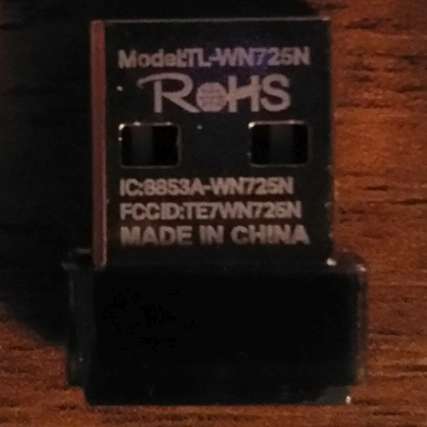 Model:TL-WN725N
RoHS
IC:8853A-WN725N
FCCID:TE7WN725N
MADE IN CHINA